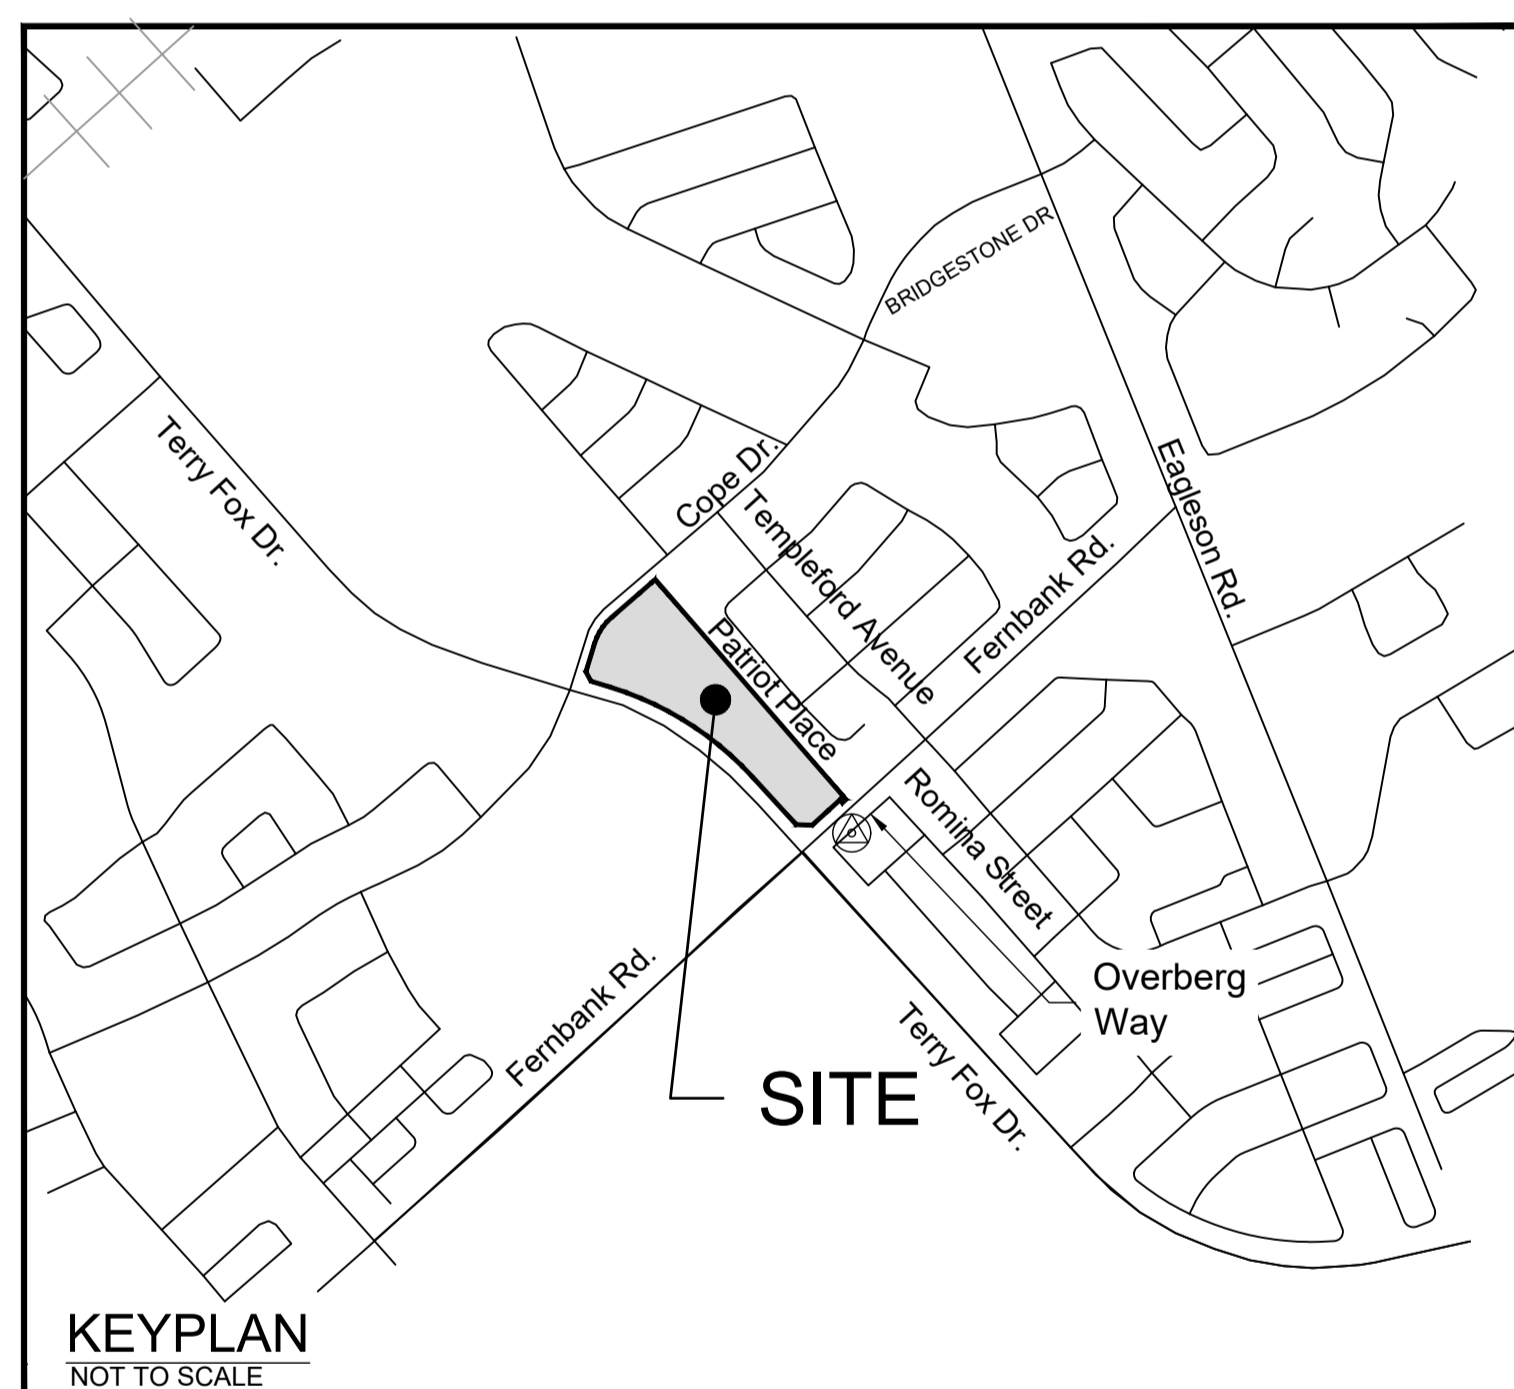 BRIDGESTONE DR
Terry Fox Dr.
Cope Dr.
Templeford Avenue
Eagleson Rd.
Fernbank Rd.
Patriot Place
Romina Street
Overberg
Way
Fernbank Rd.
Terry Fox Dr.
SITE
KEYPLAN
NOT TO SCALE